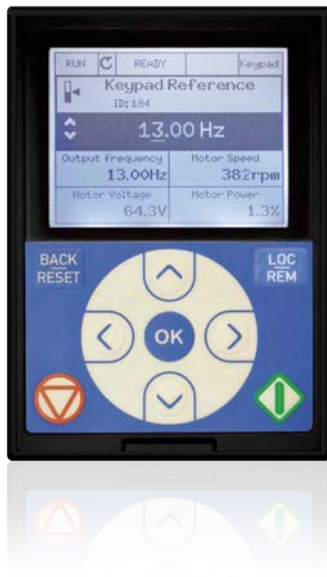 RUN READY Keypad
Keypad Reference
ID:184
13.00 Hz
Output Frequency Motor Speed
13.00Hz 382rpm
Motor Voltage Motor Power
64.3V 1.3%
BACK LOC
RESET REM
OK